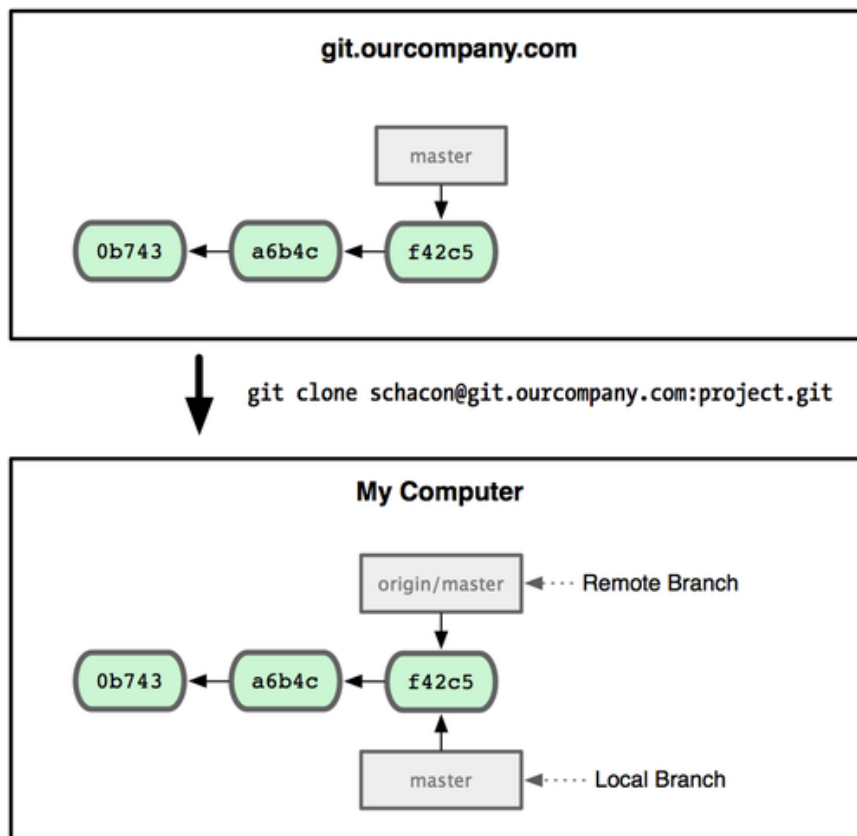 git.ourcompany.com
master
0b743 a6b4c f42c5
git clone schacon@git.ourcompany.com:project.git
My Computer
origin/master Remote Branch
0b743 a6b4c f42c5
master Local Branch